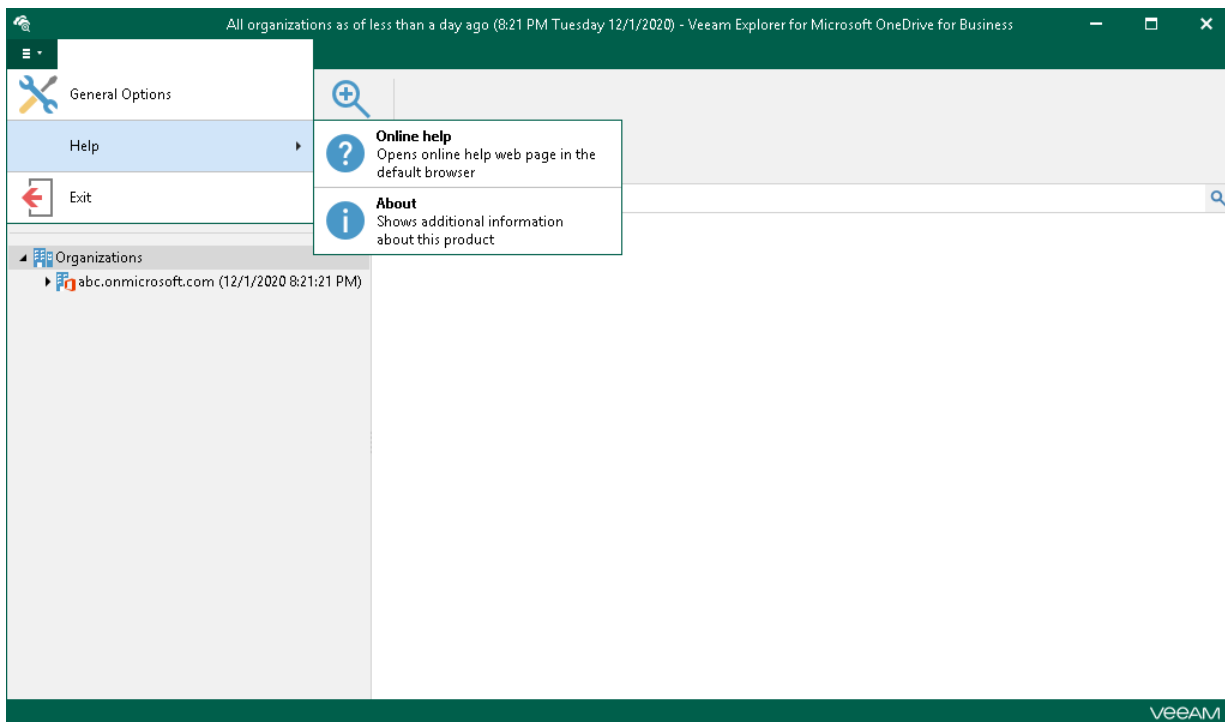 All organizations as of less than a day ago (8:21 PM Tuesday 12/1/2020) - Veeam Explorer for Microsoft OneDrive for Business
General Options
Help
Online help
Opens online help web page in the
default browser
Exit
About
Shows additional information
about this product
Organizations
abc.onmicrosoft.com (12/1/2020 8:21:21 PM)
veeam